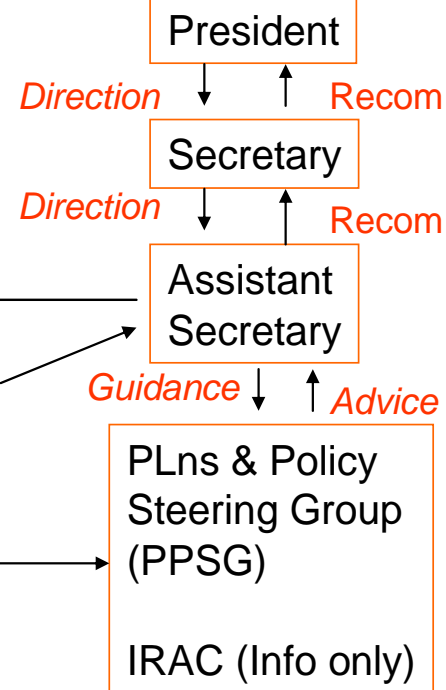 President
Direction Recom
Secretary
Direction Recom
Assistant
Secretary
Guidance Advice
PLns & Policy
Steering Group
(PPSG)
IRAC (Info only)